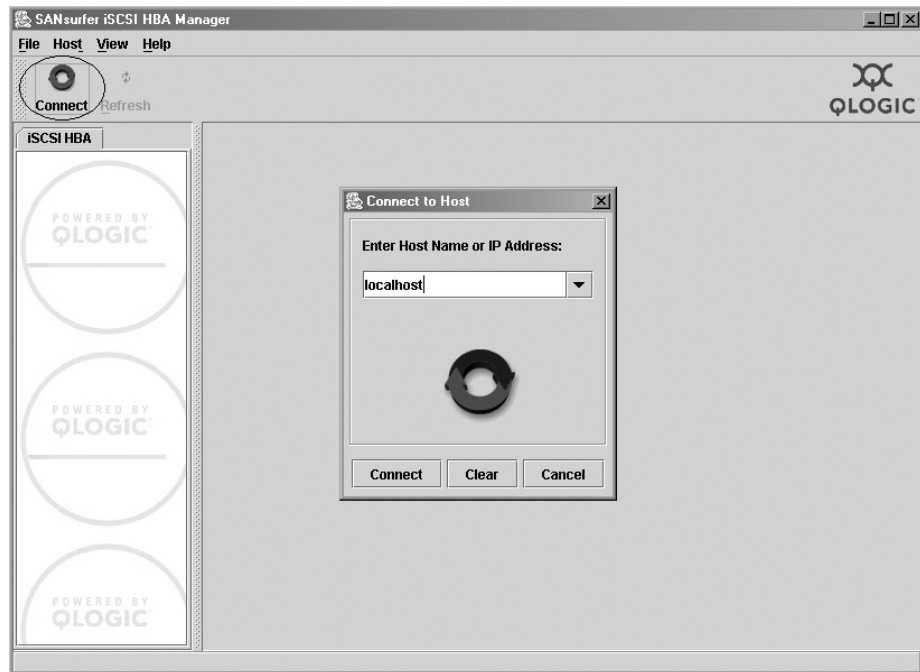 SANsurfer iSCSI HBA Manager
File Host View Help
Connect Refresh
QLOGIC
iSCSI HBA
POWERED BY
QLOGIC
POWERED BY
QLOGIC
POWERED BY
QLOGIC
Connect to Host
Enter Host Name or IP Address:
localhost
Connect Clear Cancel